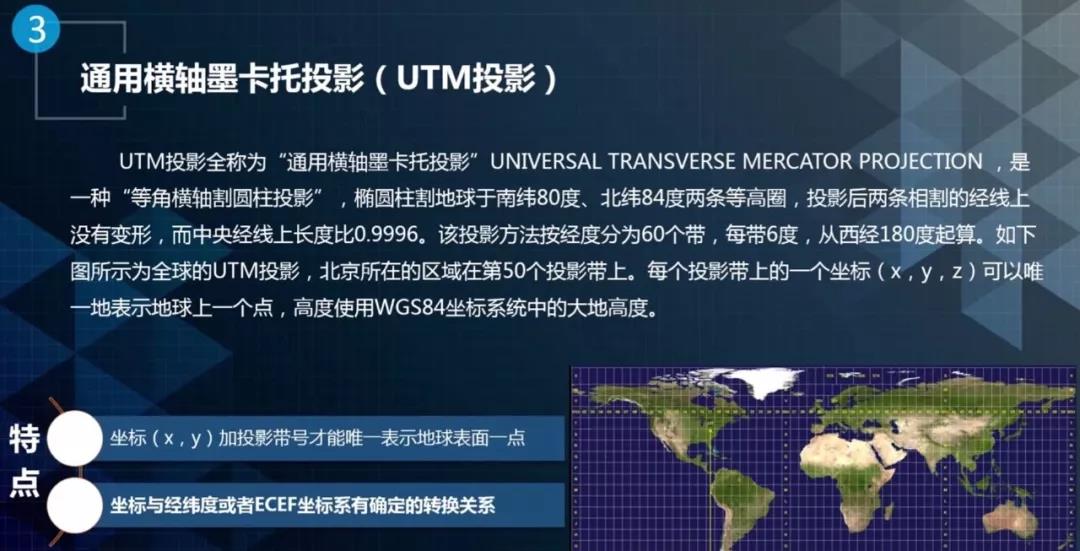 3
通用横轴墨卡托投影（UTM投影）
UTM投影全称为“通用横轴墨卡托投影”UNIVERSAL TRANSVERSE MERCATOR PROJECTION ，是
一种“等角横轴割圆柱投影”，椭圆柱割地球于南纬80度、北纬84度两条等高圈，投影后两条相割的经线上
没有变形，而中央经线上长度比0.9996。该投影方法按经度分为60个带，每带6度，从西经180度起算。如下
图所示为全球的UTM投影，北京所在的区域在第50个投影带上。每个投影带上的一个坐标（x，y，z）可以唯
一地表示地球上一个点，高度使用WGS84坐标系统中的大地高度。
特点
坐标（x，y）加投影带号才能唯一表示地球表面一点
坐标与经纬度或者ECEF坐标系有确定的转换关系